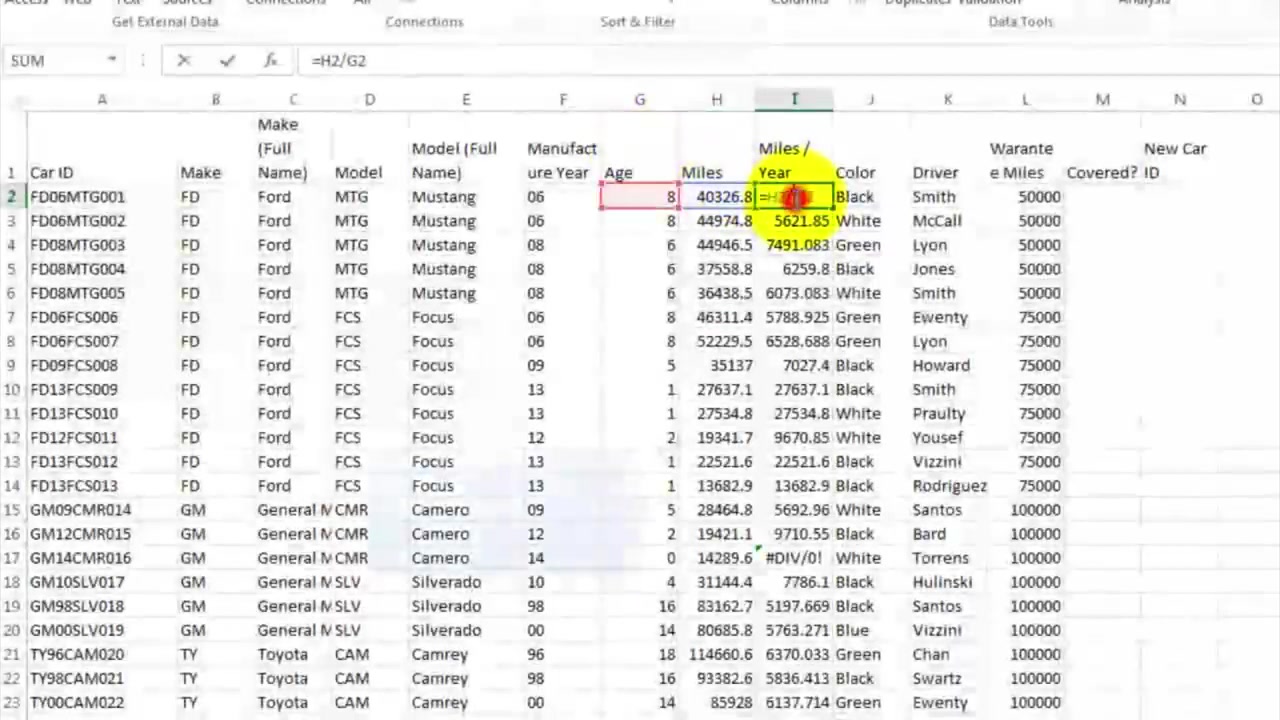 Get External Data Connections Sort & Filter Data Tools
SUM =H2/G2
A B C D E F G H I J K L M N O
1 Car ID Make Make (Full Name) Model Model (Full Name) Manufact ure Year Age Miles Miles / Year Color Driver Warante e Miles Covered? New Car ID
2 FD06MTG001 FD Ford MTG Mustang 06 8 40326.8 Black Smith 50000
3 FD06MTG002 FD Ford MTG Mustang 06 8 44974.8 5621.85 White McCall 50000
4 FD08MTG003 FD Ford MTG Mustang 08 6 44946.5 7491.083 Green Lyon 50000
5 FD08MTG004 FD Ford MTG Mustang 08 6 37558.8 6259.8 Black Jones 50000
6 FD08MTG005 FD Ford MTG Mustang 08 6 36438.5 6073.083 White Smith 50000
7 FD06FCS006 FD Ford FCS Focus 06 8 46311.4 5788.925 Green Ewenty 75000
8 FD06FCS007 FD Ford FCS Focus 06 8 52229.5 6528.688 Green Lyon 75000
9 FD09FCS008 FD Ford FCS Focus 09 5 35137 7027.4 Black Howard 75000
10 FD13FCS009 FD Ford FCS Focus 13 1 27637.1 27637.1 Black Smith 75000
11 FD13FCS010 FD Ford FCS Focus 13 1 27534.8 27534.8 White Praulty 75000
12 FD12FCS011 FD Ford FCS Focus 12 2 19341.7 9670.85 White Yousef 75000
13 FD13FCS012 FD Ford FCS Focus 13 1 22521.6 22521.6 Black Vizzini 75000
14 FD13FCS013 FD Ford FCS Focus 13 1 13682.9 13682.9 Black Rodriguez 75000
15 GM09CMR014 GM General M CMR Camero 09 5 28464.8 5692.96 White Santos 100000
16 GM12CMR015 GM General M CMR Camero 12 2 19421.1 9710.55 Black Bard 100000
17 GM14CMR016 GM General M CMR Camero 14 0 14289.6 #DIV/0! White Torrens 100000
18 GM10SLV017 GM General M SLV Silverado 10 4 31144.4 7786.1 Black Hulinski 100000
19 GM98SLV018 GM General M SLV Silverado 98 16 83162.7 5197.669 Black Santos 100000
20 GM00SLV019 GM General M SLV Silverado 00 14 80685.8 5763.271 Blue Vizzini 100000
21 TY96CAM020 TY Toyota CAM Camrey 96 18 114660.6 6370.033 Green Chan 100000
22 TY98CAM021 TY Toyota CAM Camrey 98 16 93382.6 5836.413 Black Swartz 100000
23 TY00CAM022 TY Toyota CAM Camrey 00 14 85928 6137.714 Green Ewenty 100000